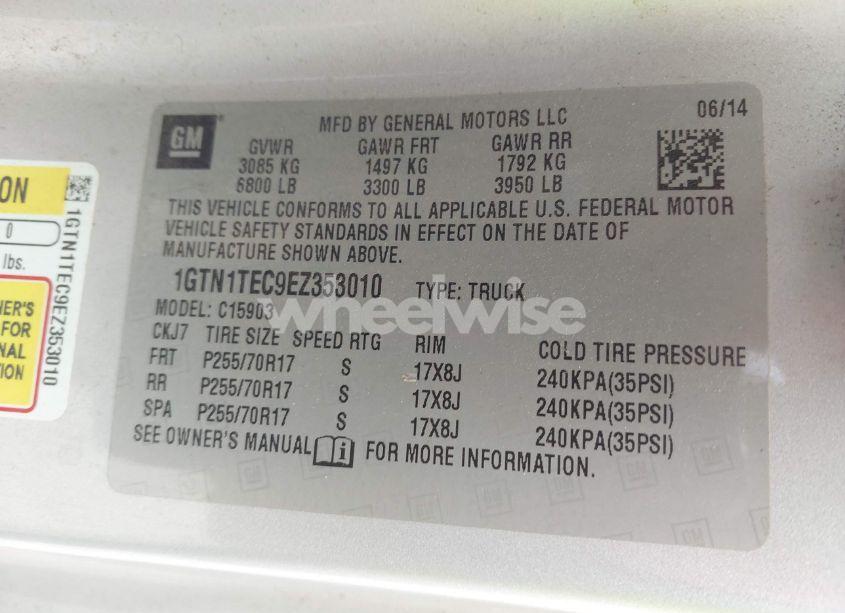 GM
MFD BY GENERAL MOTORS LLC
06/14
GVWR GAWR FRT GAWR RR
3085 KG 1497 KG 1792 KG
6800 LB 3300 LB 3950 LB
THIS VEHICLE CONFORMS TO ALL APPLICABLE U.S. FEDERAL MOTOR
VEHICLE SAFETY STANDARDS IN EFFECT ON THE DATE OF
MANUFACTURE SHOWN ABOVE.
1GTN1TEC9EZ353010 TYPE: TRUCK
MODEL: C15903
wheelwise
CKJ7 TIRE SIZE SPEED RTG RIM COLD TIRE PRESSURE
FRT P255/70R17 S 17X8J 240KPA(35PSI)
RR P255/70R17 S 17X8J 240KPA(35PSI)
SPA P255/70R17 S 17X8J 240KPA(35PSI)
SEE OWNER'S MANUAL FOR MORE INFORMATION.
ON
0
lbs.
1GTN1TEC9EZ353010
FOR